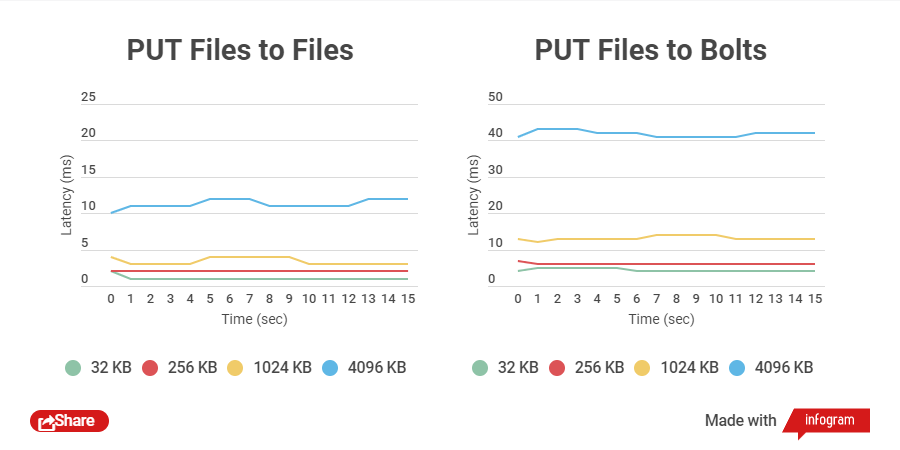 PUT Files to Files
PUT Files to Bolts
25
20
15
10
5
0
Latency (ms)
0 1 2 3 4 5 6 7 8 9 10 11 12 13 14 15
Time (sec)
32 KB 256 KB 1024 KB 4096 KB
50
40
30
20
10
0
Latency (ms)
0 1 2 3 4 5 6 7 8 9 10 11 12 13 14 15
Time (sec)
32 KB 256 KB 1024 KB 4096 KB
Share
Made with infogram